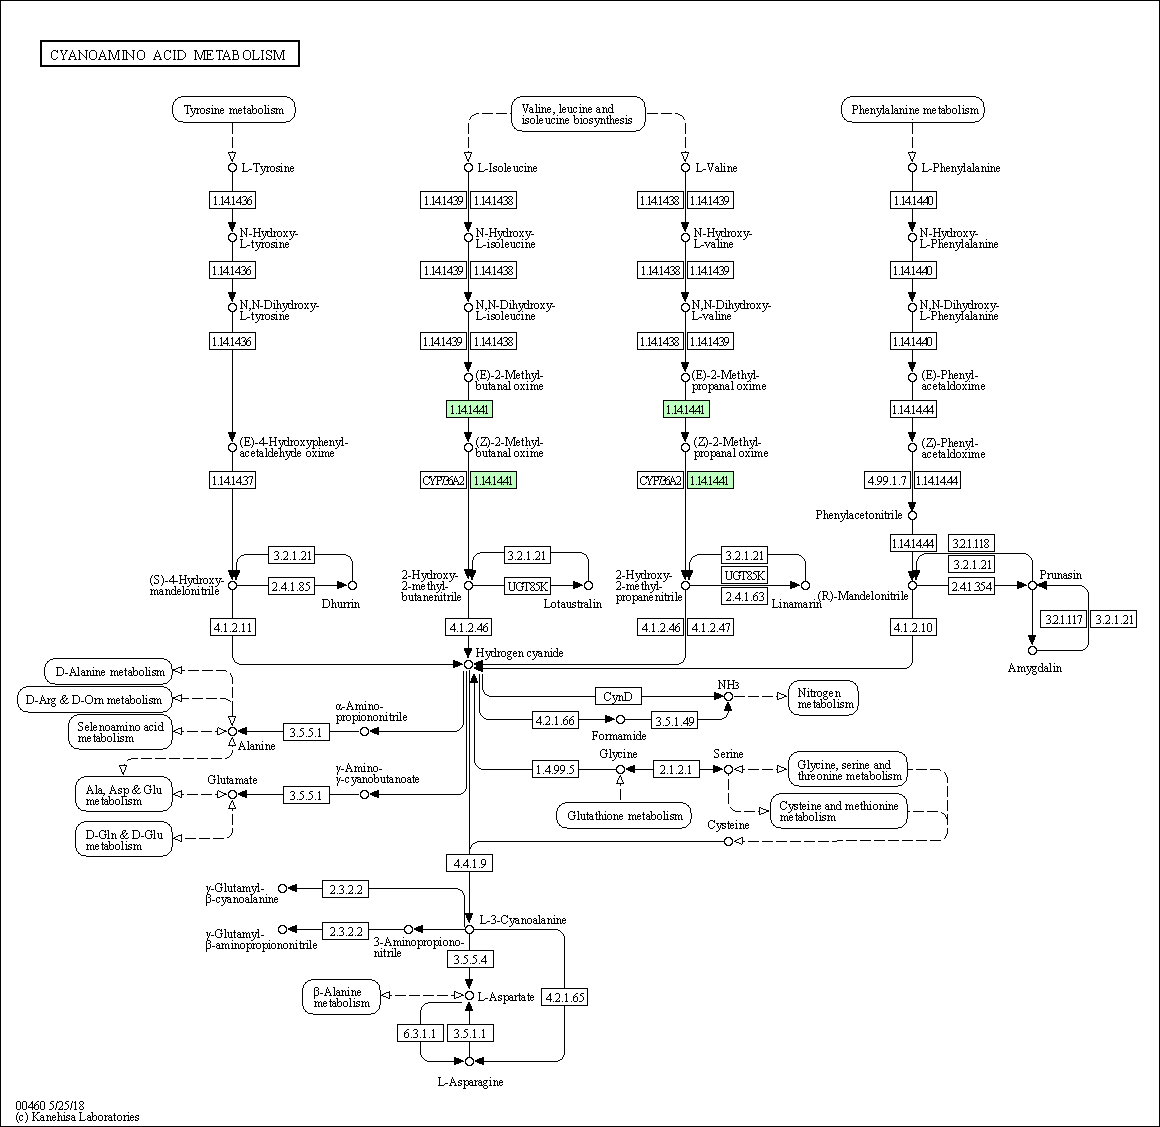 CYANOAMINO ACID METABOLISM
Tyrosine metabolism
Valine, leucine and
isoleucine biosynthesis
Phenylalanine metabolism
L-Tyrosine
L-Isoleucine
L-Valine
L-Phenylalanine
1.14.14.36
1.14.14.39
1.14.14.38
1.14.14.38
1.14.14.39
1.14.14.40
N-Hydroxy-
L-tyrosine
N-Hydroxy-
L-isoleucine
N-Hydroxy-
L-valine
N-Hydroxy-
L-Phenylalanine
1.14.14.36
1.14.14.39
1.14.14.38
1.14.14.38
1.14.14.39
1.14.14.40
N,N-Dihydroxy-
L-tyrosine
N,N-Dihydroxy-
L-isoleucine
N,N-Dihydroxy-
L-valine
N,N-Dihydroxy-
L-Phenylalanine
1.14.14.36
1.14.14.39
1.14.14.38
1.14.14.38
1.14.14.39
1.14.14.40
(E)-2-Methyl-
butanal oxime
(E)-2-Methyl-
propanal oxime
(E)-Phenyl-
acetaldoxime
1.14.14.41
1.14.14.41
1.14.14.44
(E)-4-Hydroxyphenyl-
acetaldehyde oxime
(Z)-2-Methyl-
butanal oxime
(Z)-2-Methyl-
propanal oxime
(Z)-Phenyl-
acetaldoxime
1.14.14.37
CYP736A2
1.14.14.41
CYP736A2
1.14.14.41
4.99.1.7
1.14.14.44
Phenylacetonitrile
1.14.14.44
3.2.1.118
3.2.1.21
3.2.1.21
3.2.1.21
3.2.1.21
(S)-4-Hydroxy-
mandelonitrile
2.4.1.85
Dhurrin
2-Hydroxy-
2-methyl-
butanenitrile
UGT85K
Lotaustralin
2-Hydroxy-
2-methyl-
propanenitrile
UGT85K
2.4.1.63
Linamarin
(R)-Mandelonitrile
2.4.1.354
Prunasin
4.1.2.11
4.1.2.46
4.1.2.46
4.1.2.47
4.1.2.10
3.2.1.117
3.2.1.21
Amygdalin
Hydrogen cyanide
D-Alanine metabolism
D-Arg & D-Orn metabolism
Selenoamino acid
metabolism
Alanine
3.5.5.1
α-Amino-
propiononitrile
CynD
NH3
Nitrogen
metabolism
4.2.1.66
Formamide
3.5.1.49
Ala, Asp & Glu
metabolism
Glutamate
3.5.5.1
γ-Amino-
γ-cyanobutanoate
1.4.99.5
Glycine
2.1.2.1
Serine
Glycine, serine and
threonine metabolism
Glutathione metabolism
Cysteine and methionine
metabolism
D-Gln & D-Glu
metabolism
Cysteine
4.4.1.9
γ-Glutamyl-
β-cyanoalanine
2.3.2.2
L-3-Cyanoalanine
γ-Glutamyl-
β-aminopropiononitrile
2.3.2.2
3-Aminopropiono-
nitrile
3.5.5.4
β-Alanine
metabolism
L-Aspartate
4.2.1.65
6.3.1.1
3.5.1.1
L-Asparagine
00460 5/25/18
(c) Kanehisa Laboratories